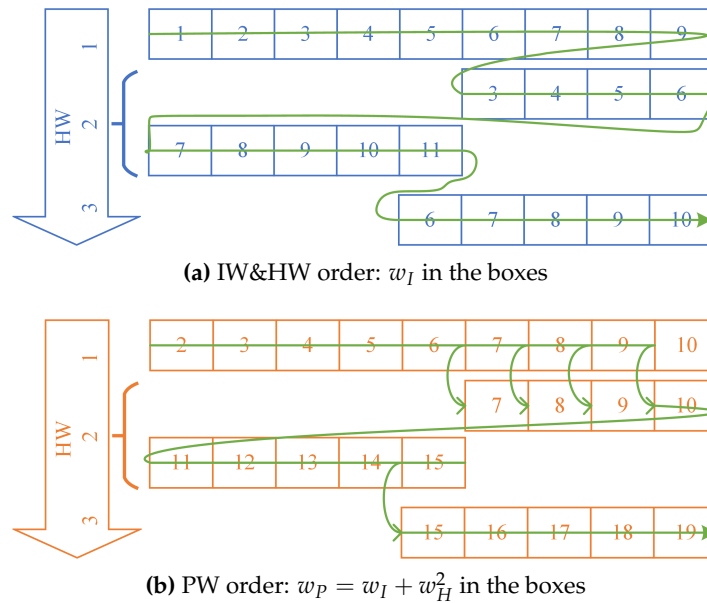 1 2 3 4 5 6 7 8 9
1
3 4 5 6
HW 2
7 8 9 10 11
3
6 7 8 9 10
(a) IW&HW order: w_I in the boxes
2 3 4 5 6 7 8 9 10
1
7 8 9 10
HW 2
11 12 13 14 15
3
15 16 17 18 19
(b) PW order: w_P = w_I + w_H^2 in the boxes